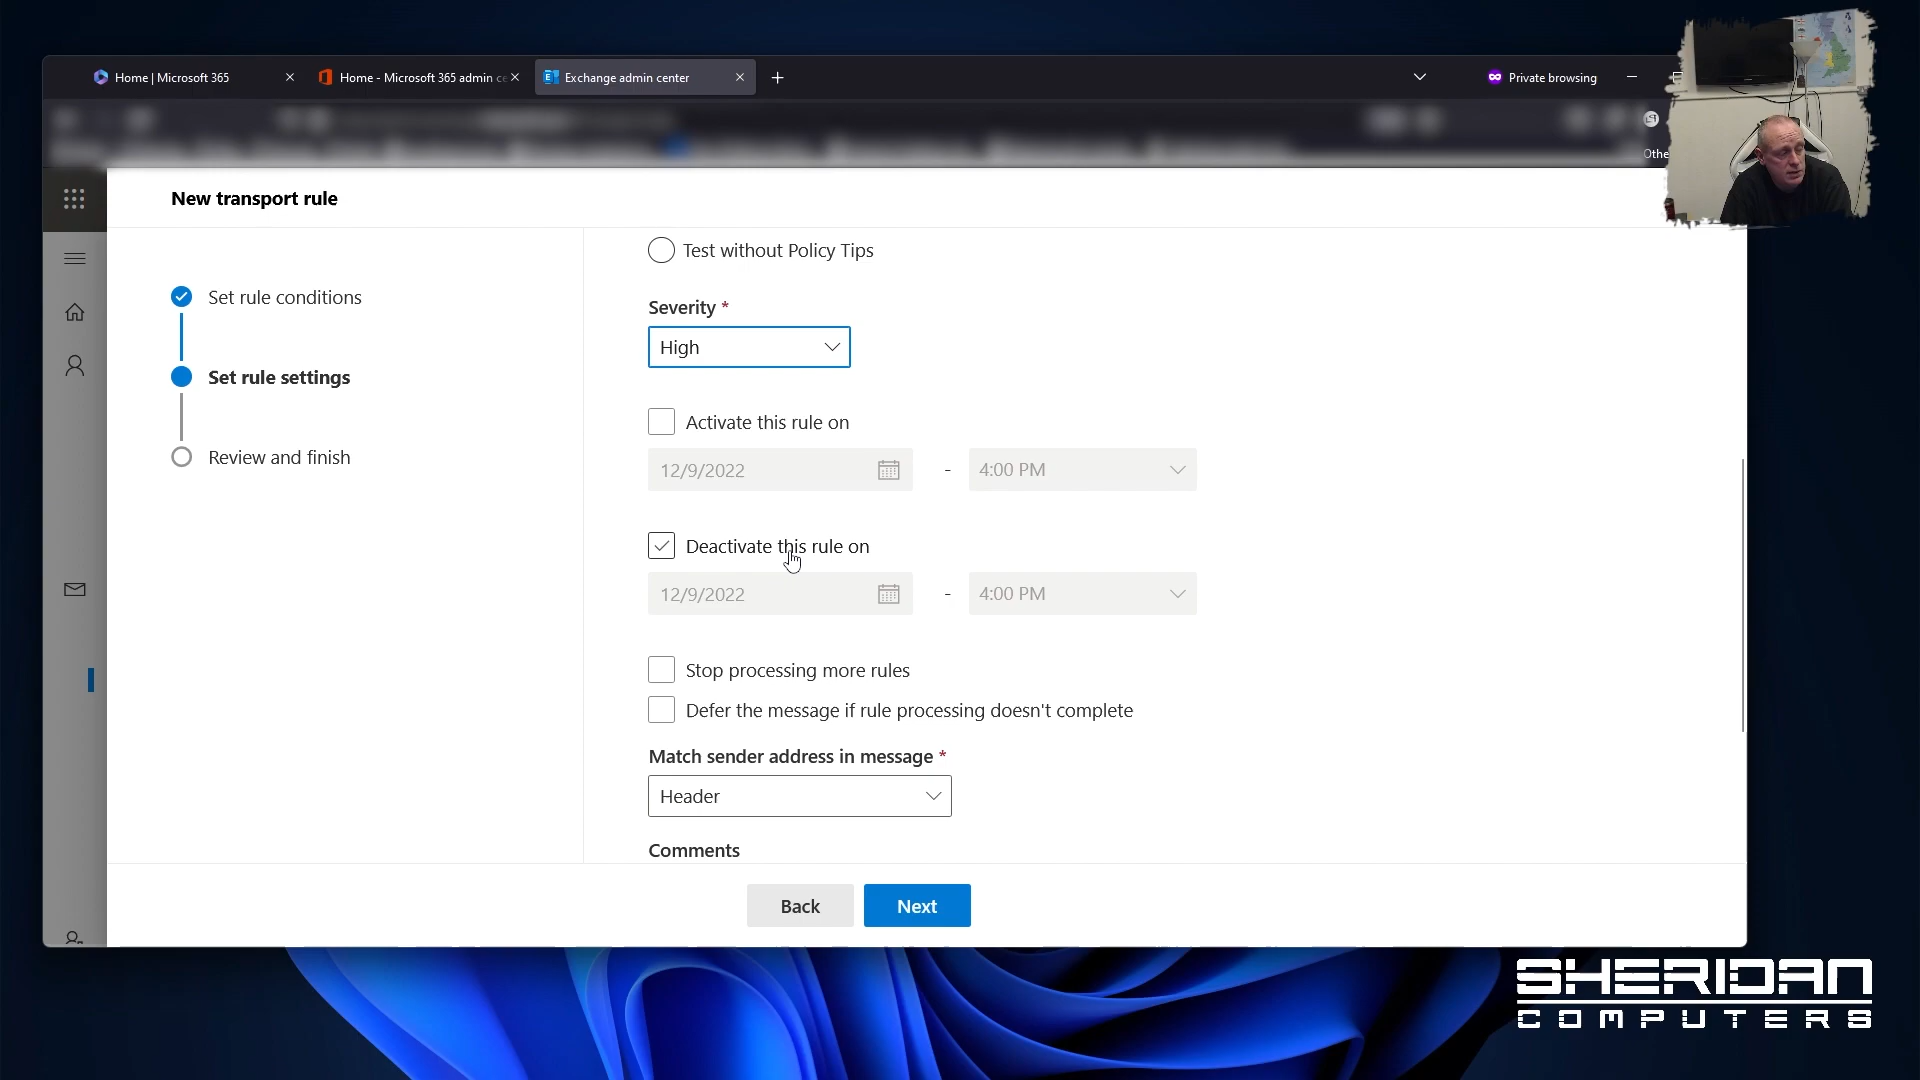 Home | Microsoft 365
Home - Microsoft 365 admin ce
Exchange admin center
Private browsing
Othe
New transport rule
Test without Policy Tips
Set rule conditions
Severity *
High
Set rule settings
Activate this rule on
Review and finish
12/9/2022 - 4:00 PM
Deactivate this rule on
12/9/2022 - 4:00 PM
Stop processing more rules
Defer the message if rule processing doesn't complete
Match sender address in message *
Header
Comments
Back
Next
SHERIDAN
COMPUTERS